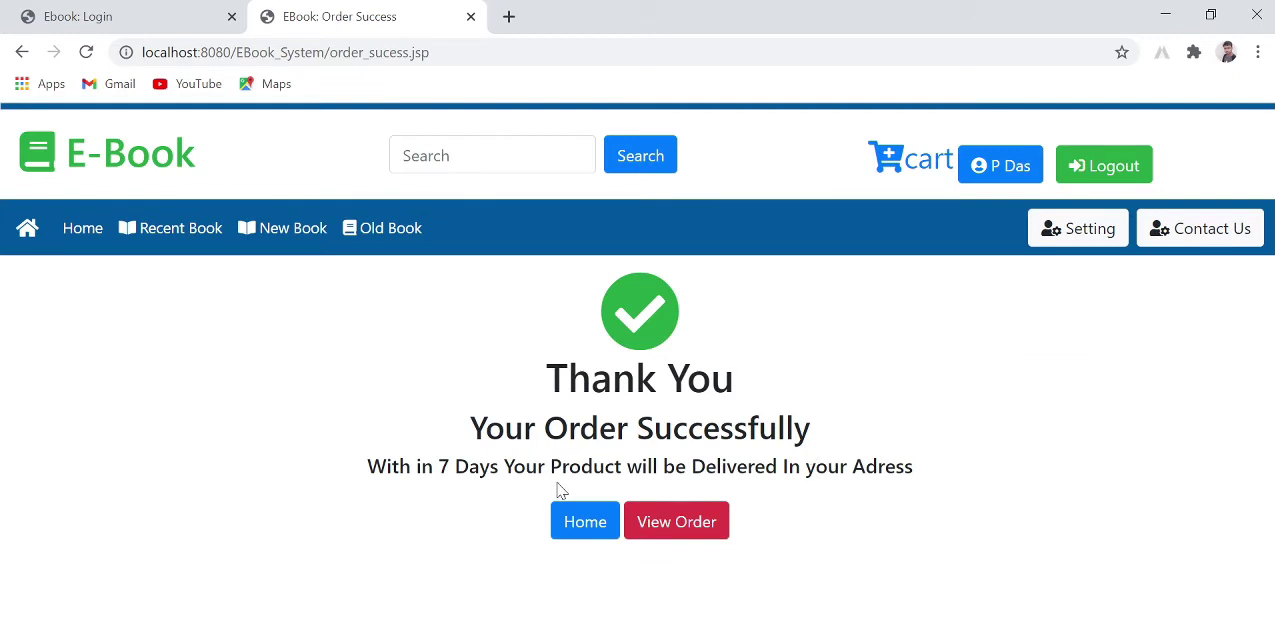 Ebook: Login
EBook: Order Success
localhost:8080/EBook_System/order_sucess.jsp
Apps Gmail YouTube Maps
E-Book
Search Search
cart P Das Logout
Home Recent Book New Book Old Book Setting Contact Us
Thank You
Your Order Successfully
With in 7 Days Your Product will be Delivered In your Adress
Home View Order